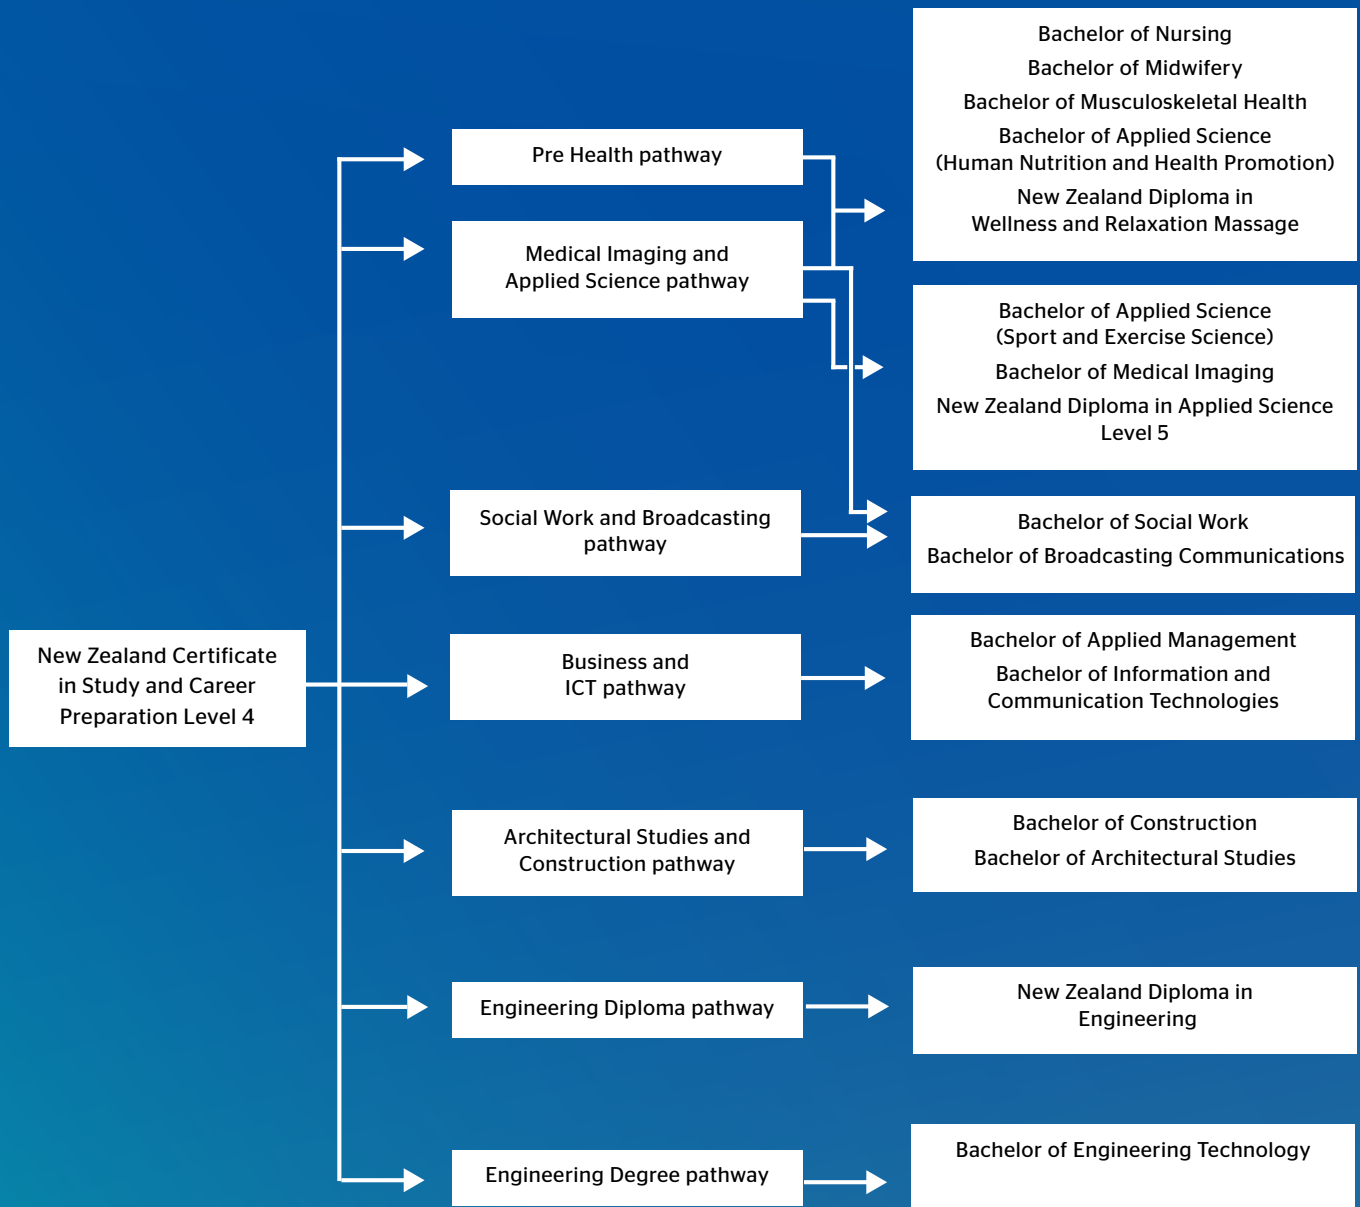 New Zealand Certificate
in Study and Career
Preparation Level 4
Pre Health pathway
Medical Imaging and
Applied Science pathway
Social Work and Broadcasting
pathway
Business and
ICT pathway
Architectural Studies and
Construction pathway
Engineering Diploma pathway
Engineering Degree pathway
Bachelor of Nursing
Bachelor of Midwifery
Bachelor of Musculoskeletal Health
Bachelor of Applied Science
(Human Nutrition and Health Promotion)
New Zealand Diploma in
Wellness and Relaxation Massage
Bachelor of Applied Science
(Sport and Exercise Science)
Bachelor of Medical Imaging
New Zealand Diploma in Applied Science
Level 5
Bachelor of Social Work
Bachelor of Broadcasting Communications
Bachelor of Applied Management
Bachelor of Information and
Communication Technologies
Bachelor of Construction
Bachelor of Architectural Studies
New Zealand Diploma in
Engineering
Bachelor of Engineering Technology